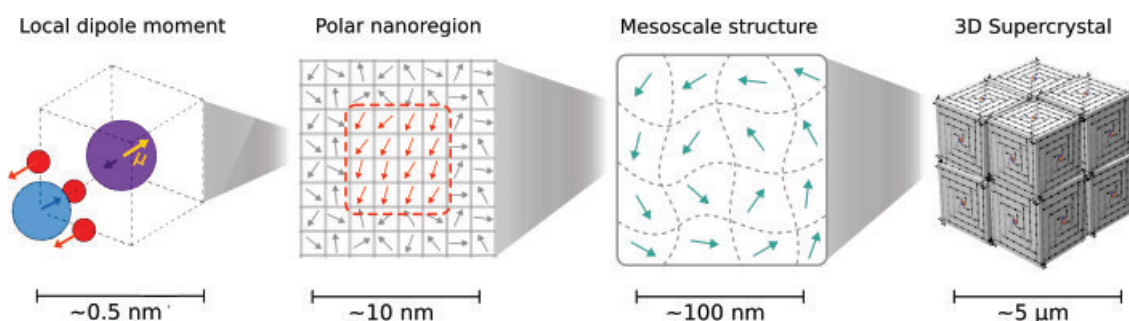 Local dipole moment
Polar nanoregion
Mesoscale structure
3D Supercrystal
μ
~0.5 nm
~10 nm
~100 nm
~5 μm